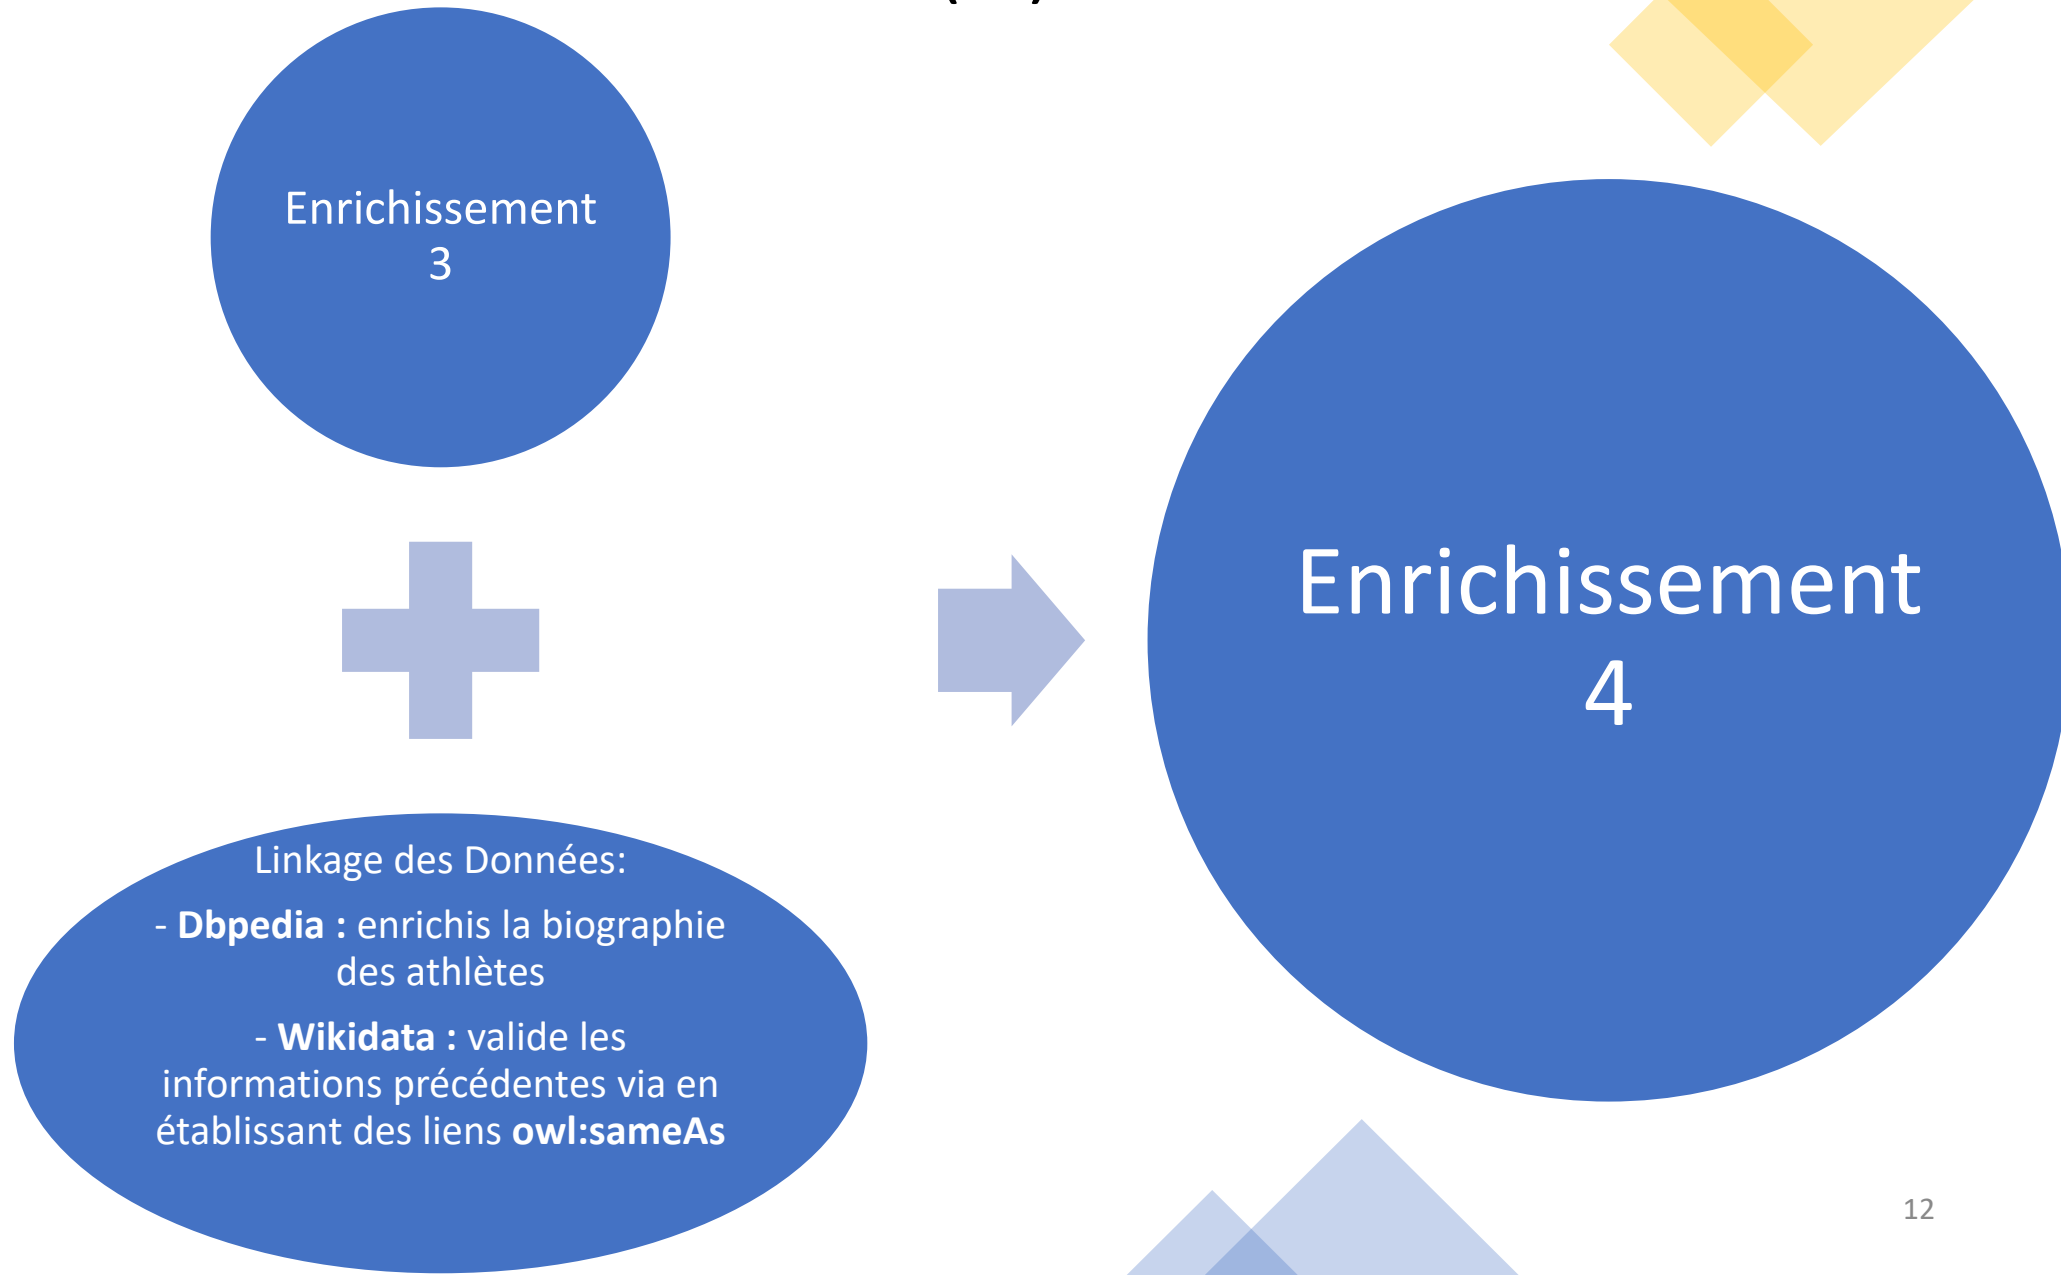 Enrichissement
3
Linkage des Données:
- Dbpedia : enrichis la biographie
des athlètes
- Wikidata : valide les
informations précédentes via en
établissant des liens owl:sameAs
Enrichissement
4
12